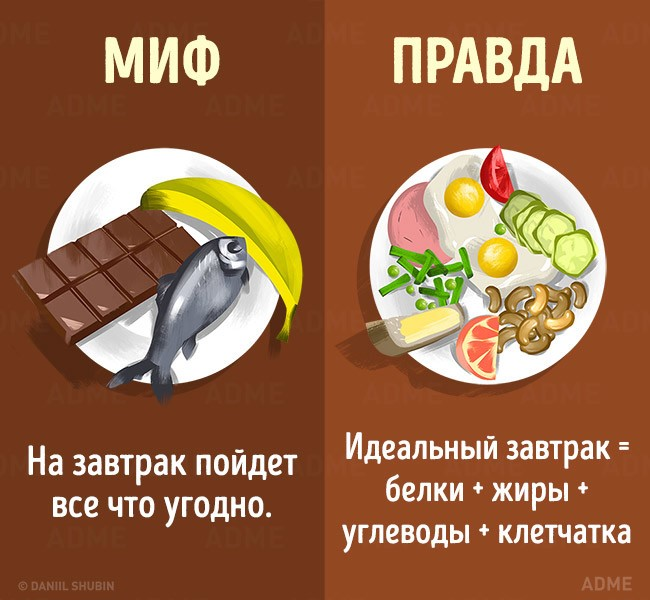 МИФ
ПРАВДА
На завтрак пойдет
все что угодно.
Идеальный завтрак =
белки + жиры +
углеводы + клетчатка
© DANIIL SHUBIN
ADME